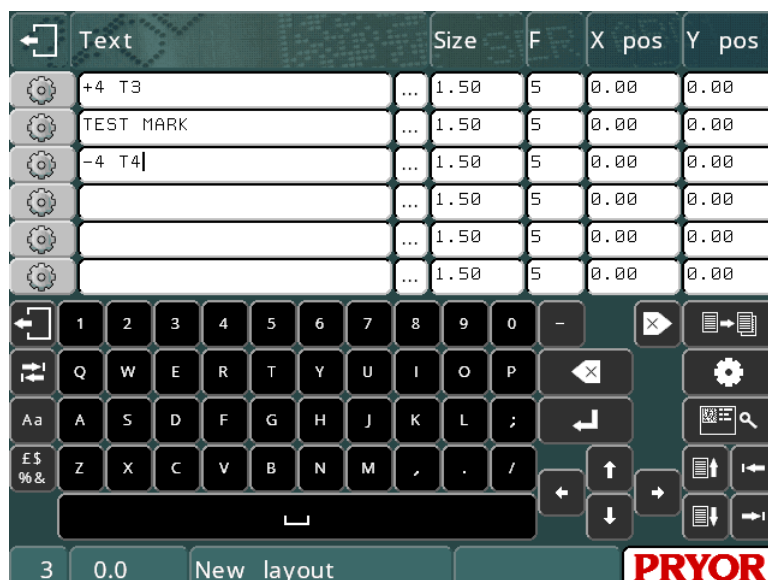 Text Size F X pos Y pos
+4 T3 ... 1.50 5 0.00 0.00
TEST MARK ... 1.50 5 0.00 0.00
-4 T4 ... 1.50 5 0.00 0.00
... 1.50 5 0.00 0.00
... 1.50 5 0.00 0.00
... 1.50 5 0.00 0.00
1 2 3 4 5 6 7 8 9 0 -
Q W E R T Y U I O P
Aa A S D F G H J K L ;
£$
%& Z X C V B N M , . /
3 0.0 New layout PRYOR